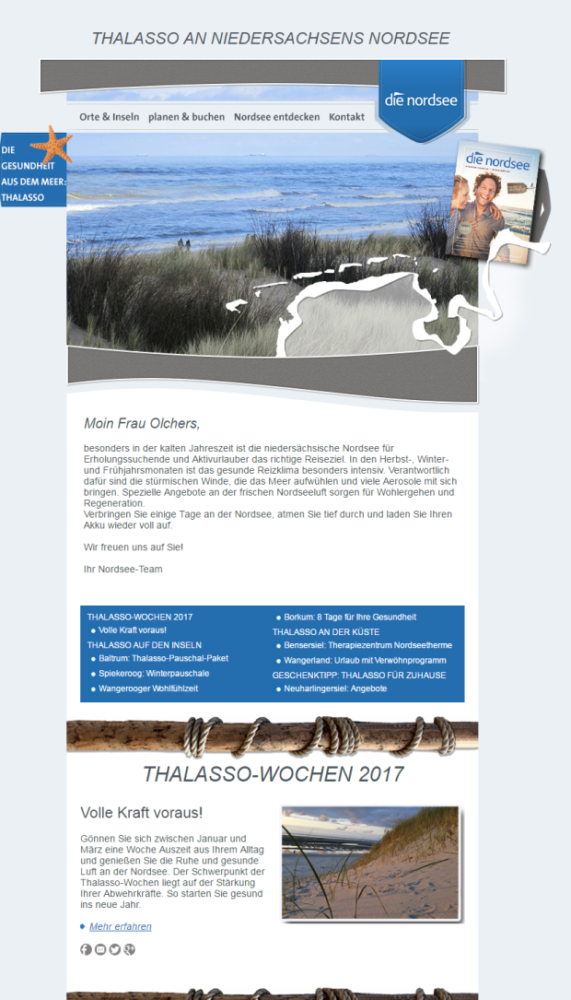 THALASSO AN NIEDERSACHSENS NORDSEE
die nordsee
Orte & Inseln planen & buchen Nordsee entdecken Kontakt
DIE
GESUNDHEIT
AUS DEM MEER:
THALASSO
die nordsee
Moin Frau Olchers,
besonders in der kalten Jahreszeit ist die niedersächsische Nordsee für
Erholungssuchende und Aktivurlauber das richtige Reiseziel. In den Herbst-, Winter-
und Frühjahrsmonaten ist das gesunde Reizklima besonders intensiv. Verantwortlich
dafür sind die stürmischen Winde, die das Meer aufwühlen und viele Aerosole mit sich
bringen. Spezielle Angebote an der frischen Nordseeluft sorgen für Wohlergehen und
Regeneration.
Verbringen Sie einige Tage an der Nordsee, atmen Sie tief durch und laden Sie Ihren
Akku wieder voll auf.
Wir freuen uns auf Sie!
Ihr Nordsee-Team
THALASSO-WOCHEN 2017
Volle Kraft voraus!
THALASSO AUF DEN INSELN
Baltrum: Thalasso-Pauschal-Paket
Spiekeroog: Winterpauschale
Wangerooger Wohlfühlzeit
Borkum: 8 Tage für Ihre Gesundheit
THALASSO AN DER KÜSTE
Bensersiel: Therapiezentrum Nordseetherme
Wangerland: Urlaub mit Verwöhnprogramm
GESCHENKTIPP: THALASSO FÜR ZUHAUSE
Neuharlingersiel: Angebote
THALASSO-WOCHEN 2017
Volle Kraft voraus!
Gönnen Sie sich zwischen Januar und
März eine Woche Auszeit aus Ihrem Alltag
und genießen Sie die Ruhe und gesunde
Luft an der Nordsee. Der Schwerpunkt der
Thalasso-Wochen liegt auf der Stärkung
Ihrer Abwehrkräfte. So starten Sie gesund
ins neue Jahr.
Mehr erfahren